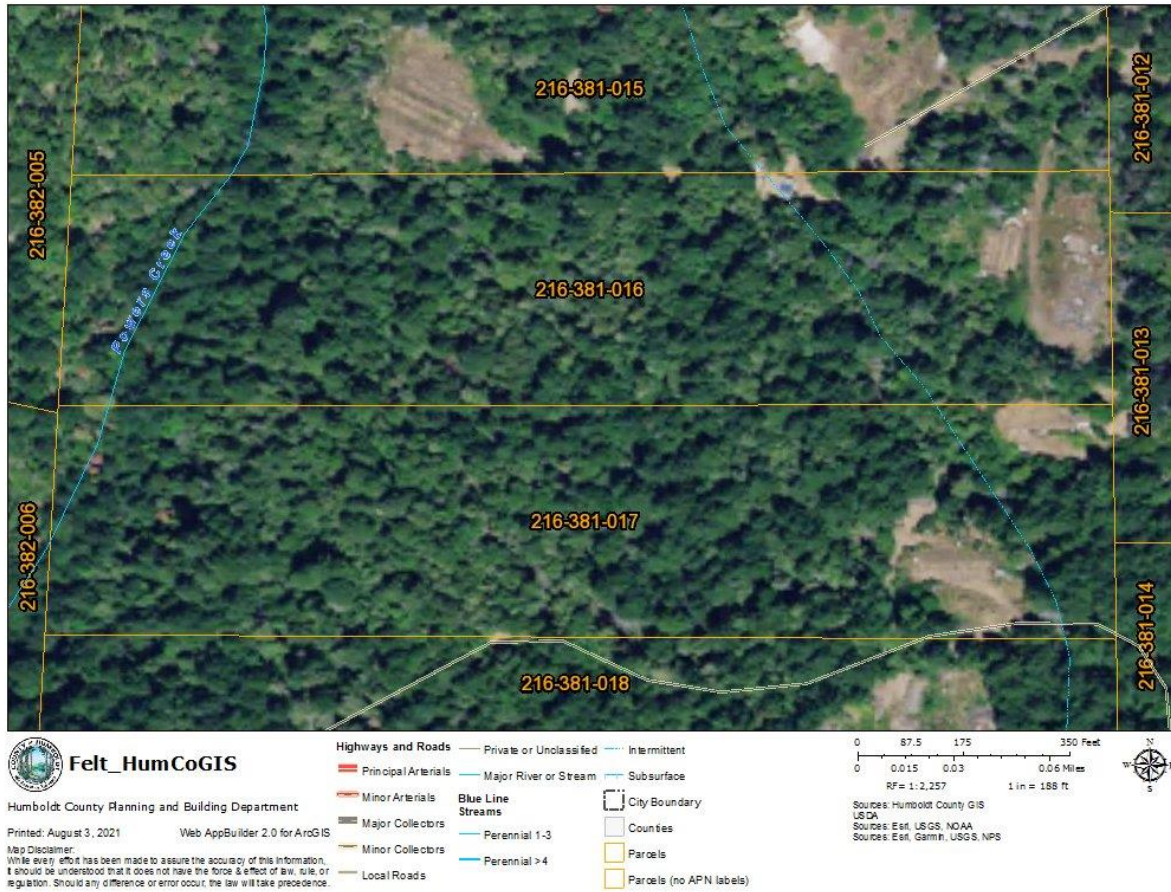 216-381-015
216-381-012
216-382-005
Powers Creek
216-381-016
216-381-013
216-381-017
216-382-006
216-381-014
216-381-018
Felt_HumCoGIS
Humboldt County Planning and Building Department
Printed: August 3, 2021 Web AppBuilder 2.0 for ArcGIS
Map Disclaimer:
While every effort has been made to assure the accuracy of this information,
it should be understood that it does not have the force & effect of law, rule, or
regulation. Should any difference or error occur, the law will take precedence.
Highways and Roads
Principal Arterials
Minor Arterials
Major Collectors
Minor Collectors
Local Roads
Private or Unclassified
Major River or Stream
Blue Line
Streams
Perennial 1-3
Perennial >4
Intermittent
Subsurface
City Boundary
Counties
Parcels
Parcels (no APN labels)
0 87.5 175 350 Feet
0 0.015 0.03 0.06 Miles
RF= 1:2,257 1 in = 188 ft
Sources: Humboldt County GIS
USDA
Sources: Esri, USGS, NOAA
Sources: Esri, Garmin, USGS, NPS
N
W
S